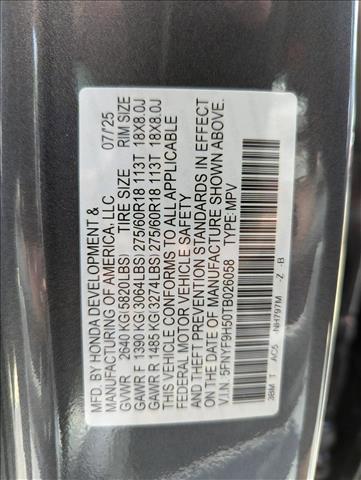 MFD. BY HONDA DEVELOPMENT & 07/'25
MANUFACTURING OF AMERICA, LLC
TIRE SIZE RIM SIZE
GVWR 2640 KG(5820LBS)
GAWR F 1390 KG(3064LBS)275/60R18 113T 18X8.0J
GAWR R 1485 KG(3274LBS)275/60R18 113T 18X8.0J
THIS VEHICLE CONFORMS TO ALL APPLICABLE
FEDERAL MOTOR VEHICLE SAFETY
AND THEFT PREVENTION STANDARDS IN EFFECT
ON THE DATE OF MANUFACTURE SHOWN ABOVE.
V.I.N. : 5FNYF9H50TB026058 TYPE: MPV
3BM T AC5 -NH797M -Z -B